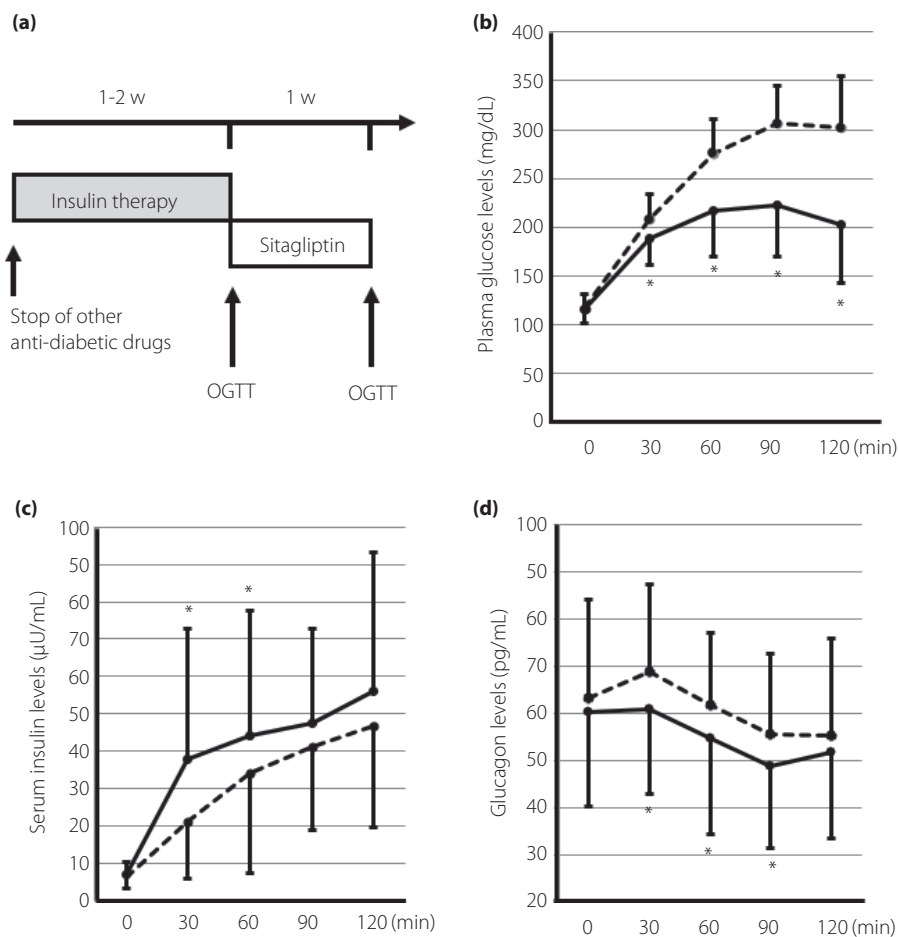 (a)
1-2 w
1 w
Insulin therapy
Sitagliptin
Stop of other
anti-diabetic drugs
OGTT
OGTT
(b)
Plasma glucose levels (mg/dL)
400
350
300
250
200
150
100
50
0
*
*
*
*
0 30 60 90 120 (min)
(c)
Serum insulin levels (µU/mL)
100
50
60
70
60
50
40
30
20
10
0
*
*
0 30 60 90 120 (min)
(d)
Glucagon levels (pg/mL)
100
50
60
70
60
50
40
30
20
*
*
*
0 30 60 90 120 (min)